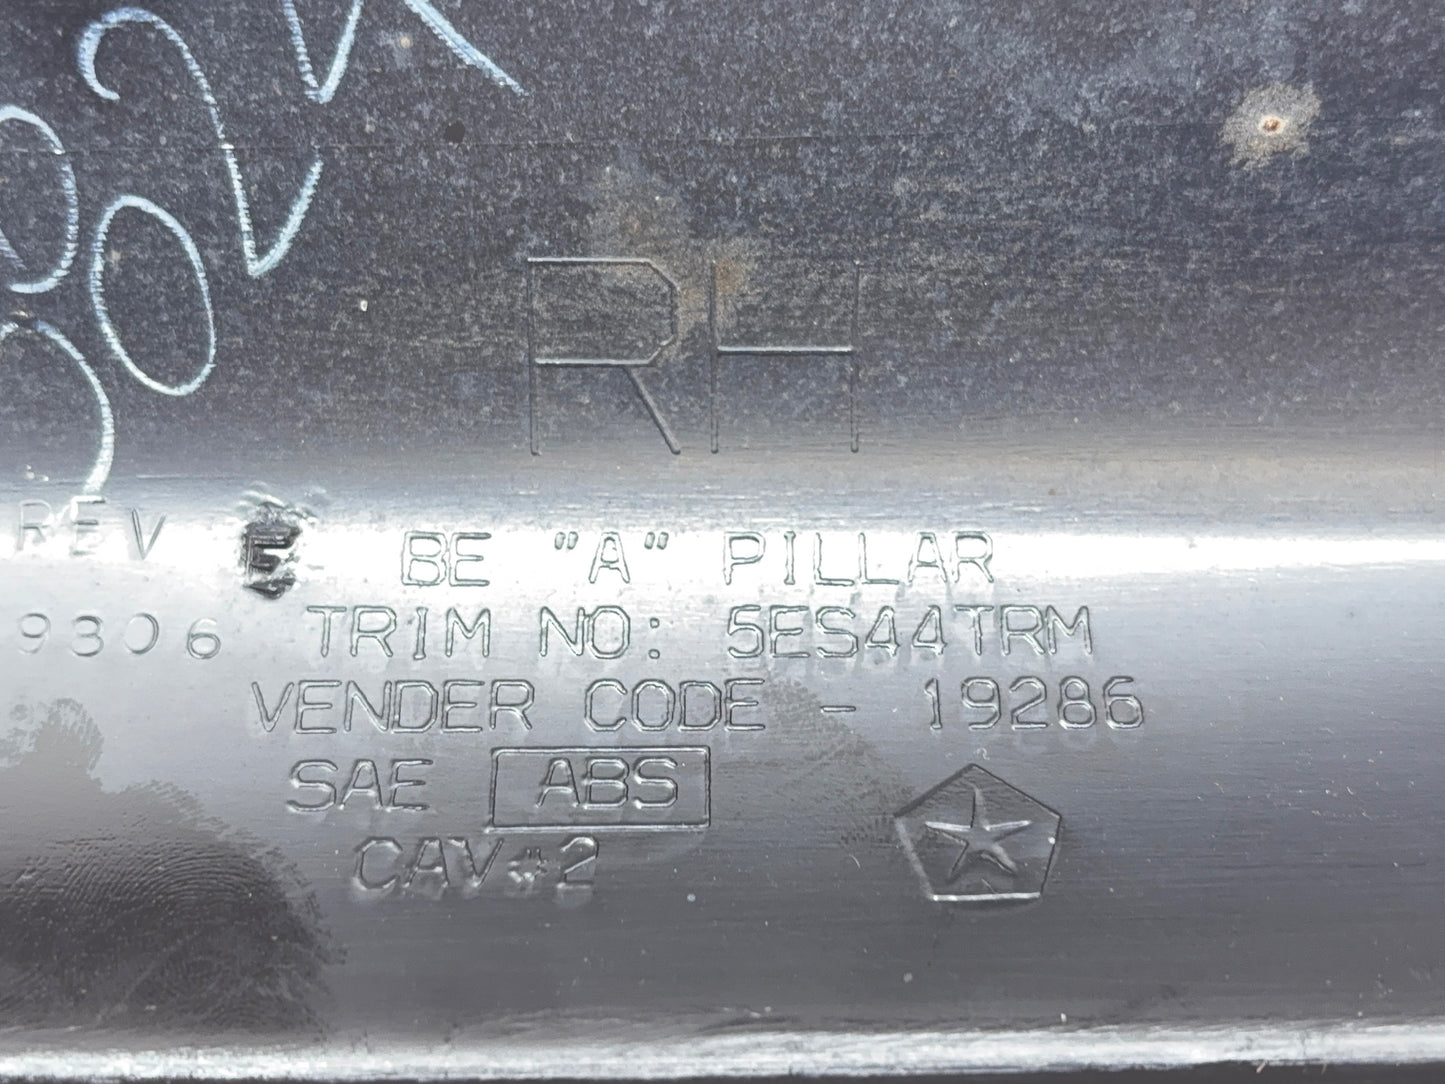 RH
REV E BE "A" PILLAR
9306 TRIM NO: 5ES44TRM
VENDER CODE - 19286
SAE ABS
CAV#2